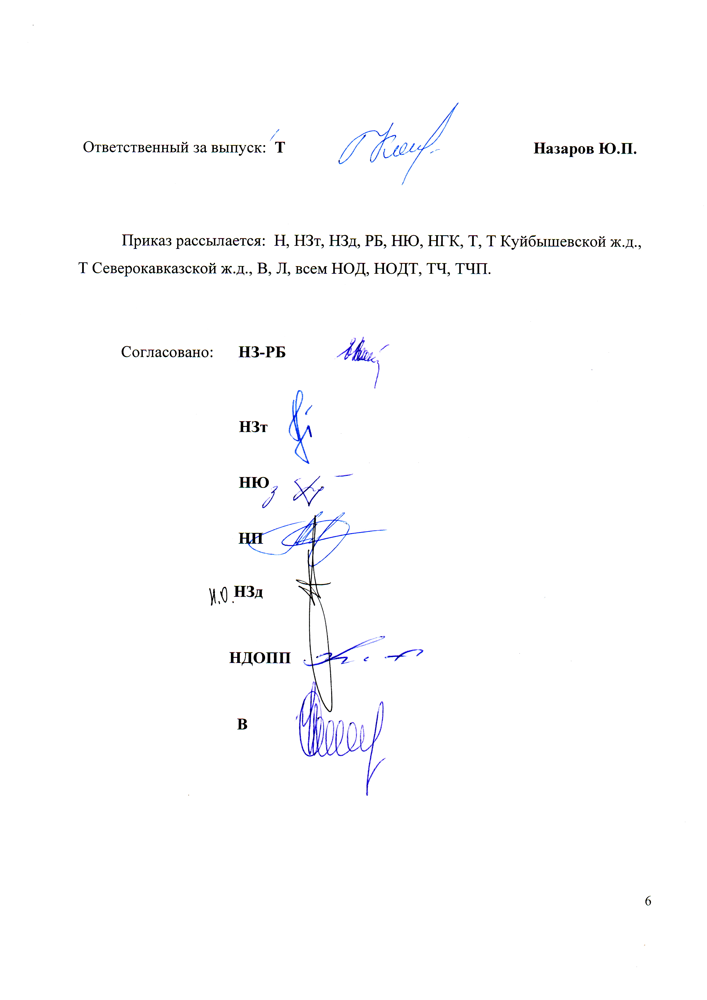 Ответственный за выпуск: Т Назаров Ю.П.
Приказ рассылается: Н, НЗт, НЗд, РБ, НЮ, НГК, Т, Т Куйбышевской ж.д.,
Т Северокавказской ж.д., В, Л, всем НОД, НОДТ, ТЧ, ТЧП.
Согласовано: НЗ-РБ
НЗт
НЮ
НП
И.О. НЗд
НДОПП
В
6